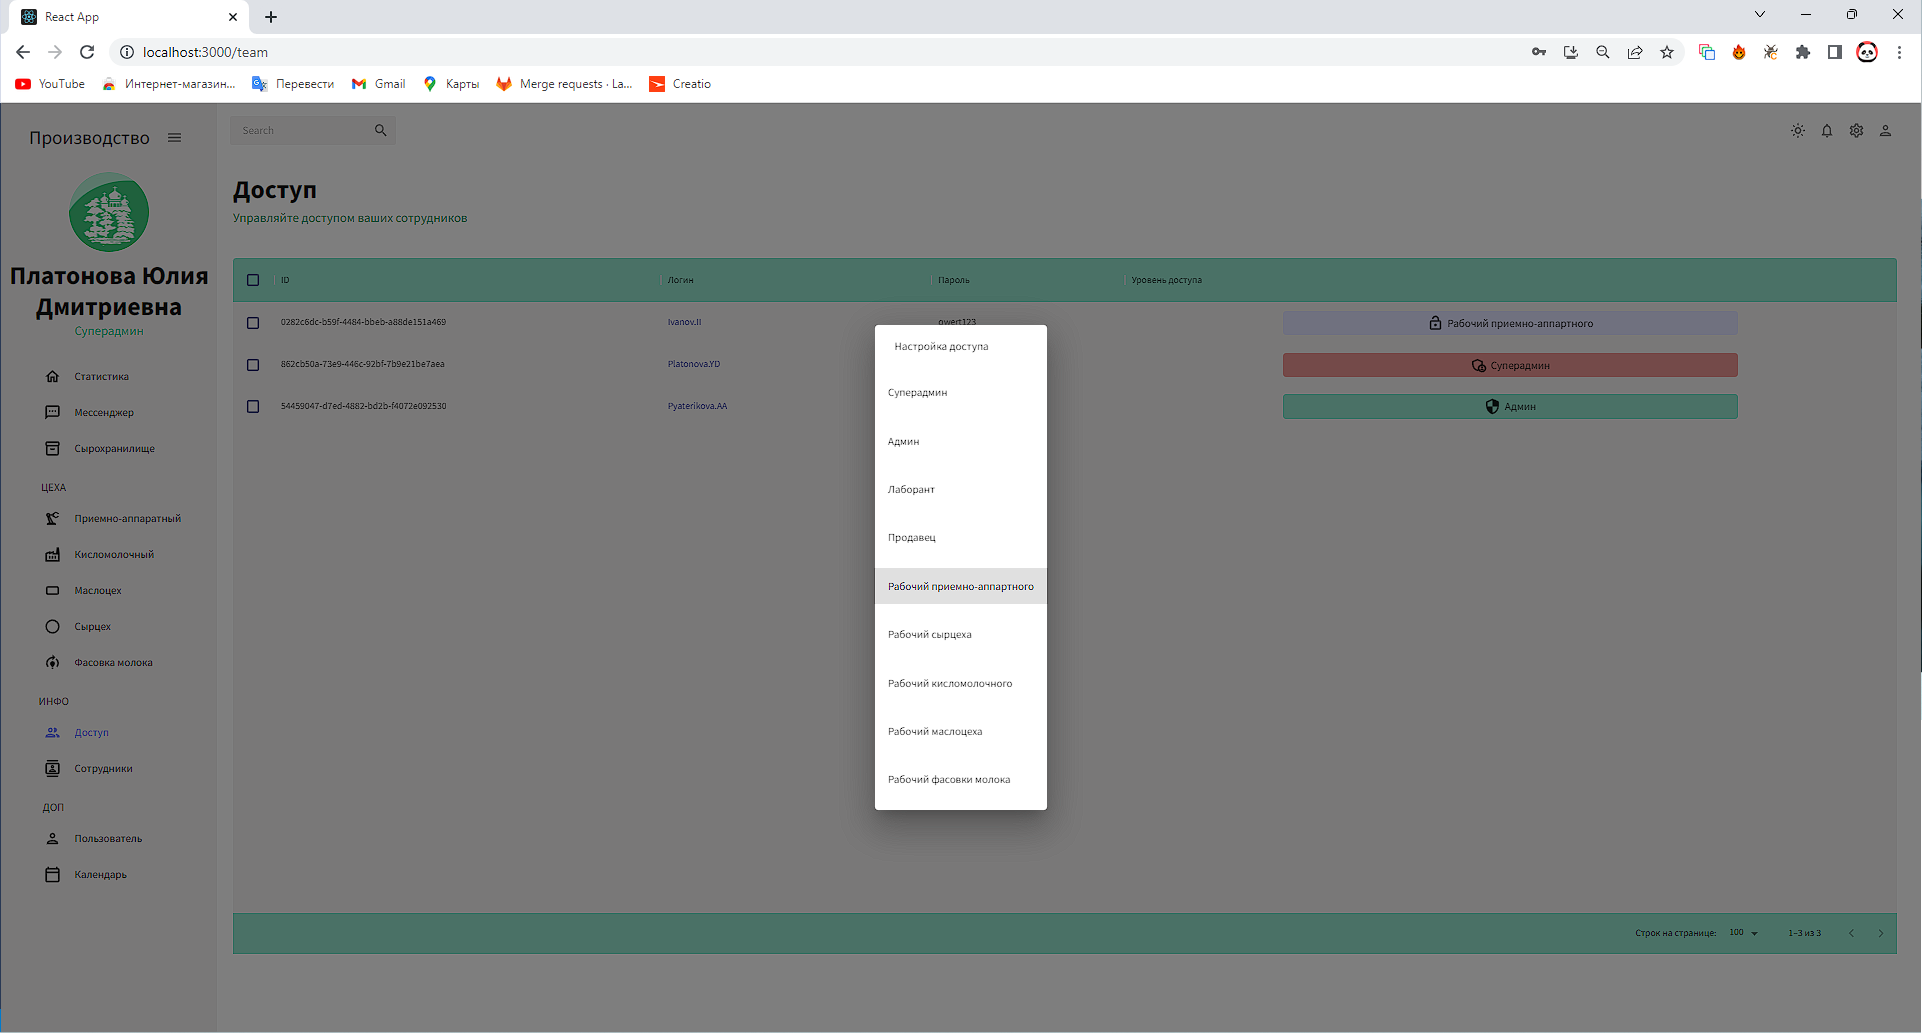 React App
localhost:3000/team
YouTube
Интернет-магазин...
Перевести
Gmail
Карты
Merge requests · La...
Creatio
Производство
Search
Платонова Юлия
Дмитриевна
Суперадмин
Статистика
Мессенджер
Сырохранилище
ЦЕХА
Приемно-аппаратный
Кисломолочный
Маслоцех
Сырцех
Фасовка молока
ИНФО
Доступ
Сотрудники
ДОП
Пользователь
Календарь
Доступ
Управляйте доступом ваших сотрудников
ID Логин Пароль Уровень доступа
0282c6dc-b59f-4484-bbeb-a88de151a469 Ivanov.II qwert123 Рабочий приемно-аппартного
862cb50a-73e9-446c-92bf-7b9e21be7aea Platonova.YD Суперадмин
54459047-d7ed-4882-bd2b-f4072e092530 Pyaterikova.AA Админ
Настройка доступа
Суперадмин
Админ
Лаборант
Продавец
Рабочий приемно-аппартного
Рабочий сырцеха
Рабочий кисломолочного
Рабочий маслоцеха
Рабочий фасовки молока
Строк на странице: 100 1–3 из 3